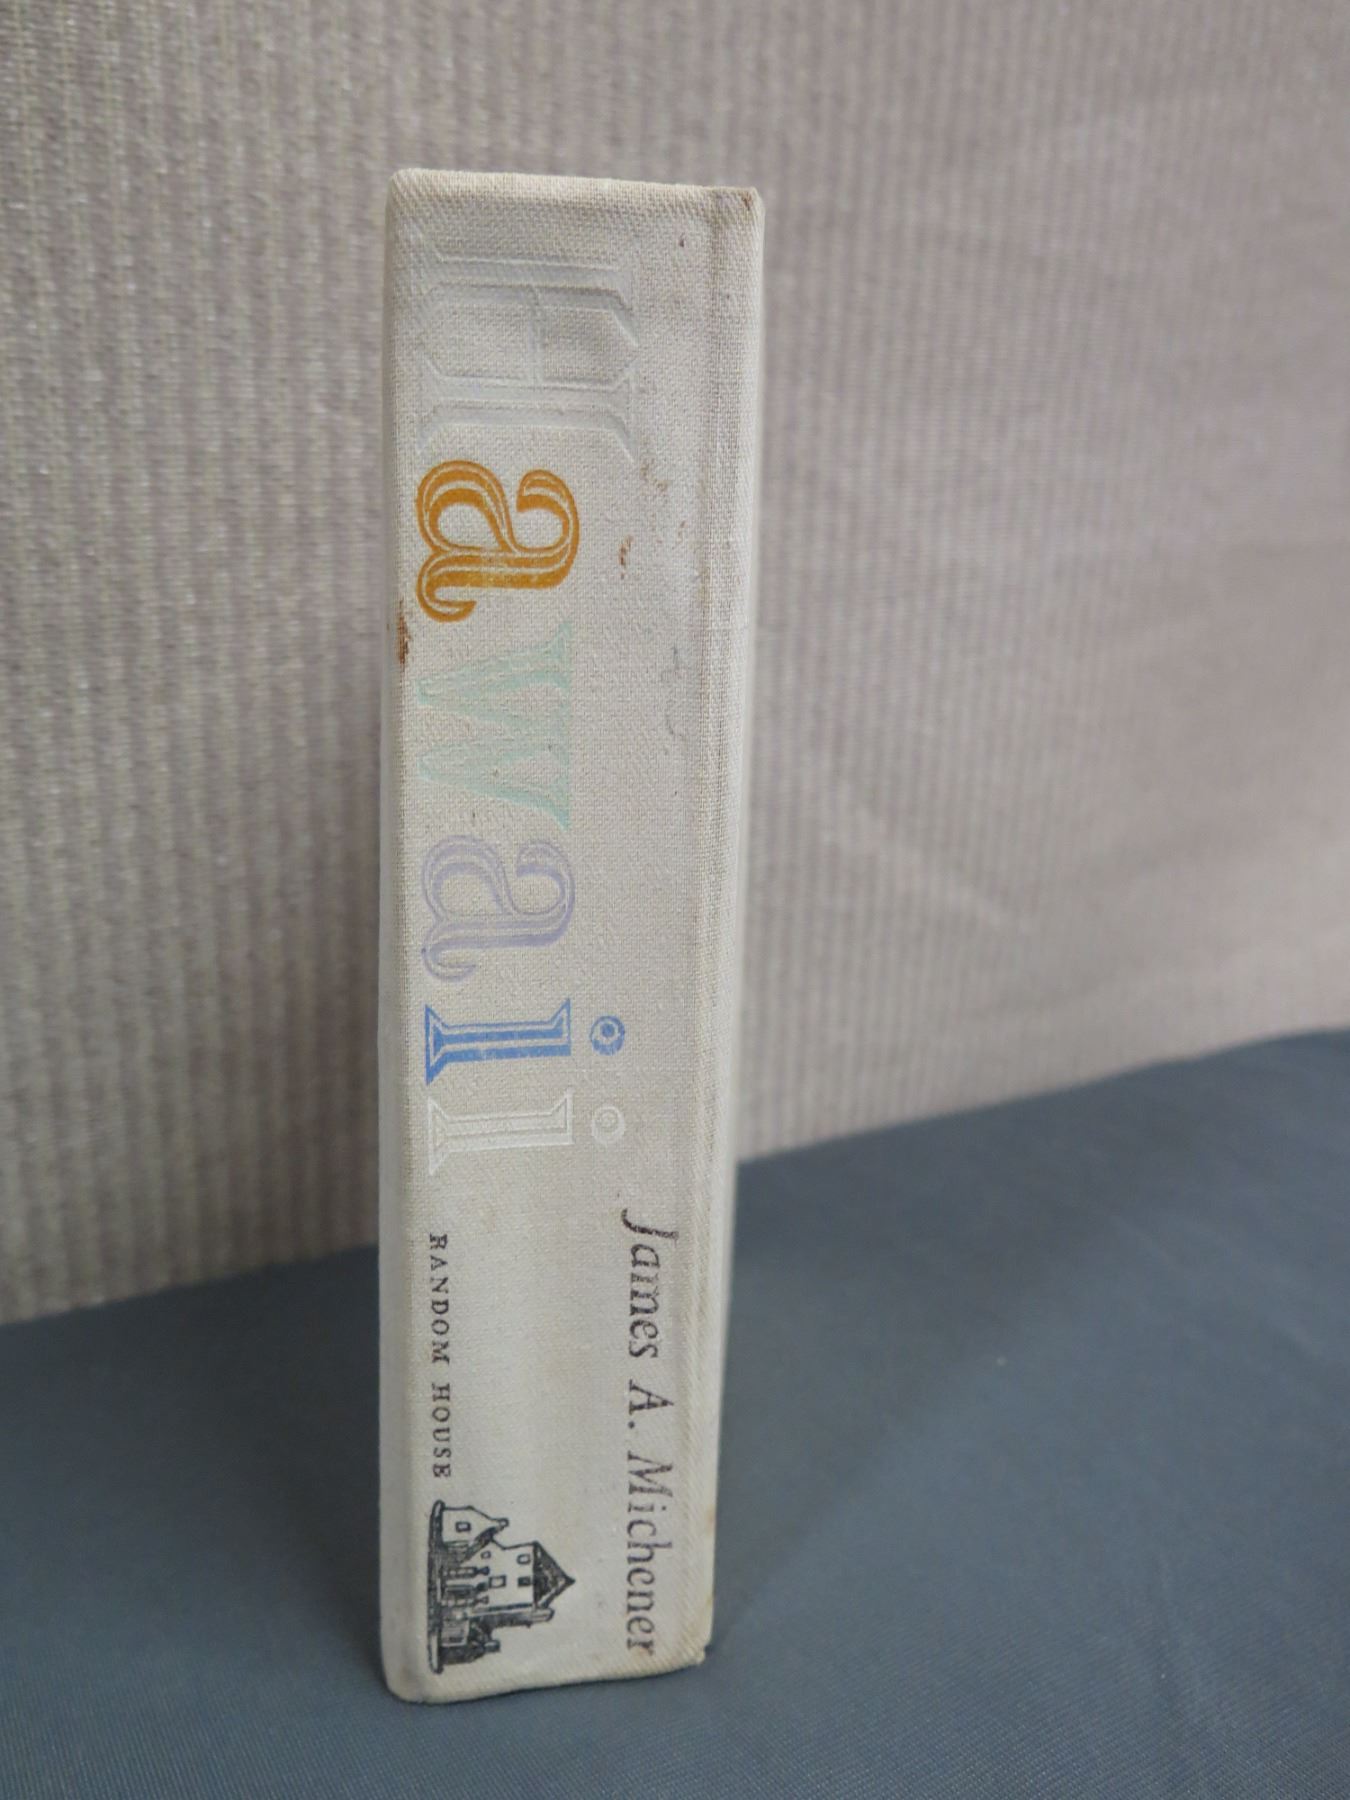 Hawaii
James A. Michener
RANDOM HOUSE